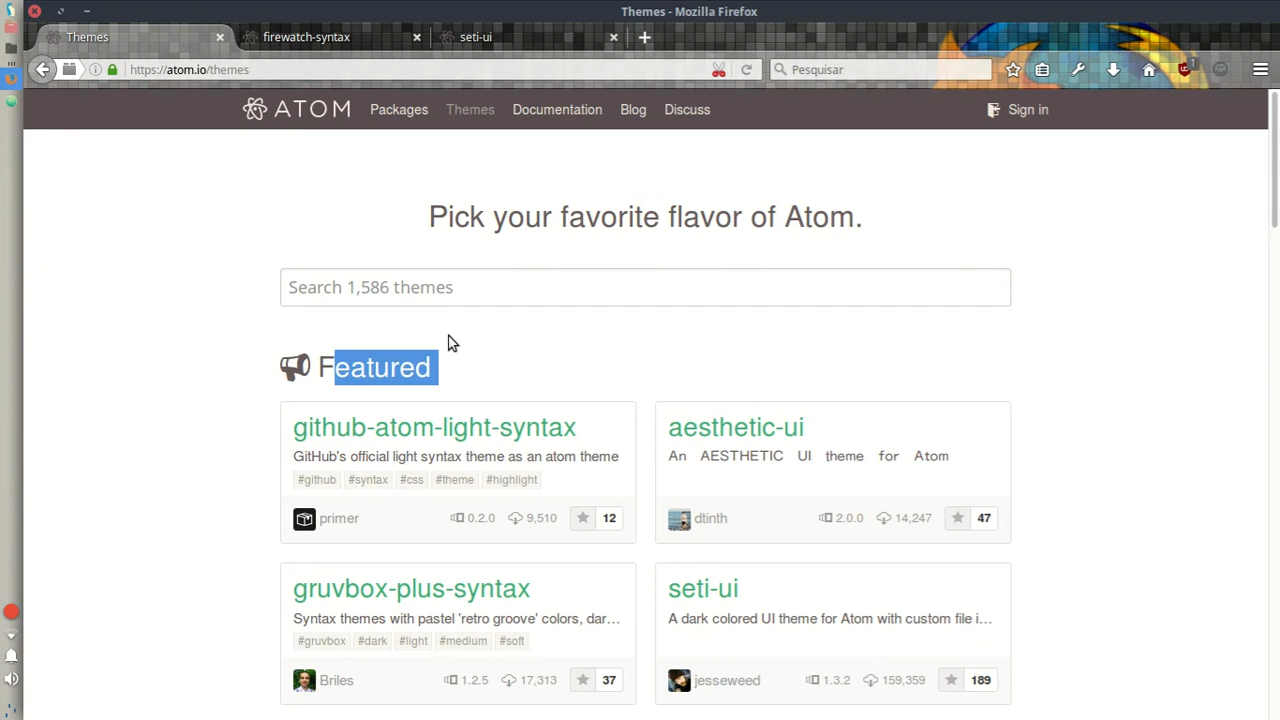 Themes - Mozilla Firefox
Themes
firewatch-syntax
seti-ui
https://atom.io/themes
Pesquisar
1
ATOM
Packages
Themes
Documentation
Blog
Discuss
Sign in
Pick your favorite flavor of Atom.
Search 1,586 themes
Featured
github-atom-light-syntax
GitHub's official light syntax theme as an atom theme
#github #syntax #css #theme #highlight
primer 0.2.0 9,510 12
aesthetic-ui
An AESTHETIC UI theme for Atom
dtinth 2.0.0 14,247 47
gruvbox-plus-syntax
Syntax themes with pastel 'retro groove' colors, dar…
#gruvbox #dark #light #medium #soft
Briles 1.2.5 17,313 37
seti-ui
A dark colored UI theme for Atom with custom file i…
jesseweed 1.3.2 159,359 189